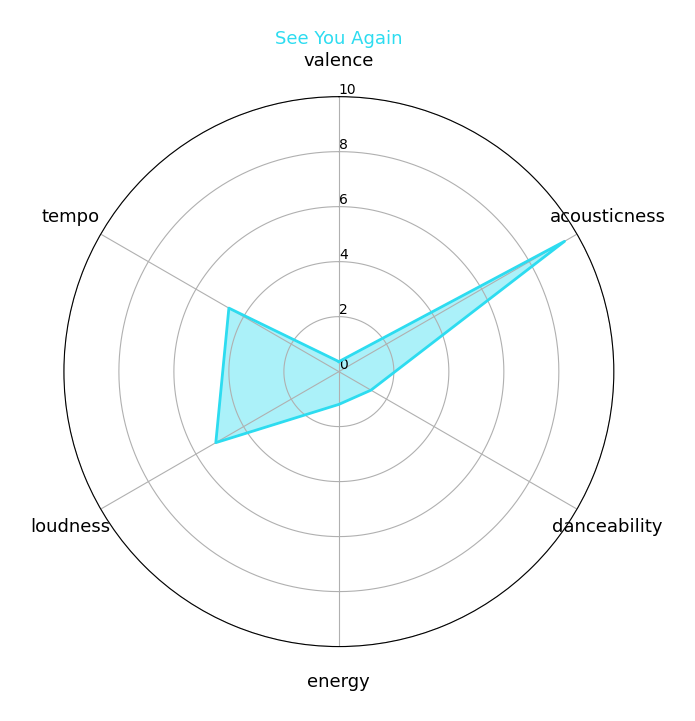 See You Again
valence
10
8
6
4
2
0
tempo
acousticness
loudness
danceability
energy